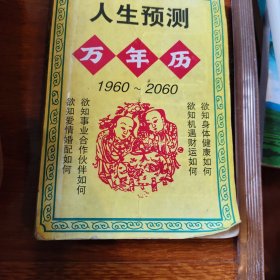 人生预测
万年历
1960～2060
欲知身体健康如何
欲知机遇财运如何
欲知事业合作伙伴如何
欲知爱情婚配如何